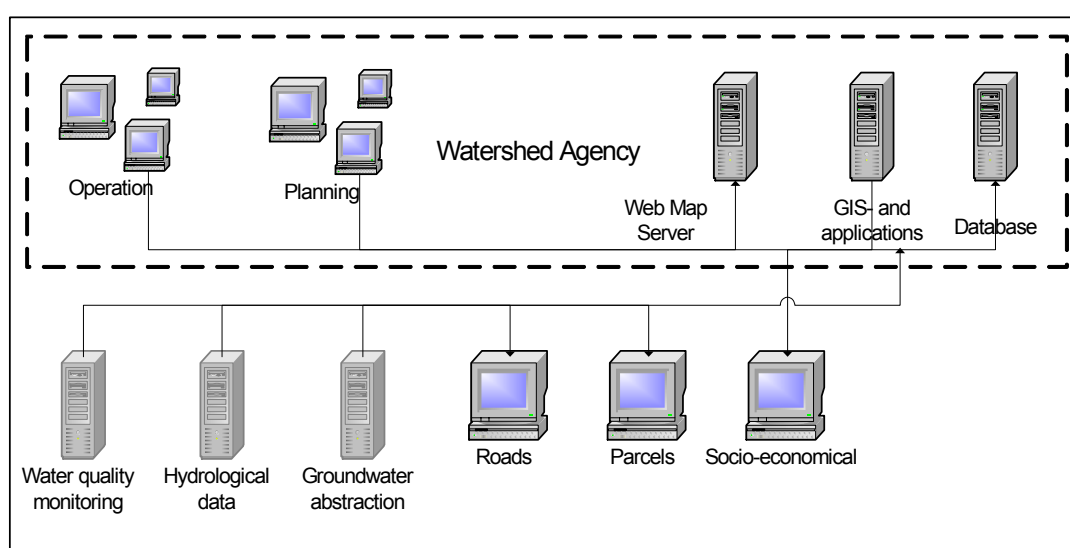 Watershed Agency
Operation
Planning
Web Map
Server
GIS- and
applications
Database
Water quality
monitoring
Hydrological
data
Groundwater
abstraction
Roads
Parcels
Socio-economical